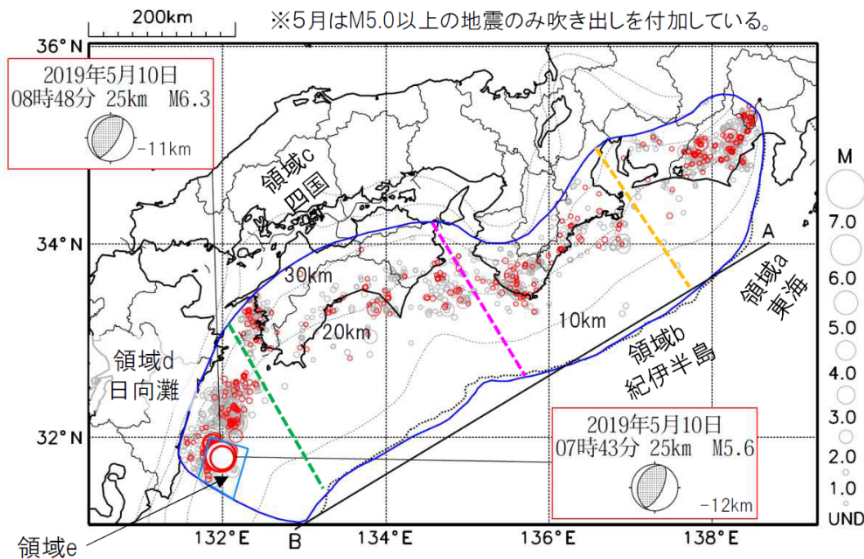 200km
※５月はM5.0以上の地震のみ吹き出しを付加している。
36°N
2019年5月10日
08時48分 25km M6.3
-11km
領域c
四国
M
7.0
6.0
5.0
4.0
3.0
2.0
1.0
UND
34°N
A
領域a
東海
30km
20km
10km
領域b
紀伊半島
領域d
日向灘
32°N
2019年5月10日
07時43分 25km M5.6
-12km
領域e
132°E
B
134°E
136°E
138°E